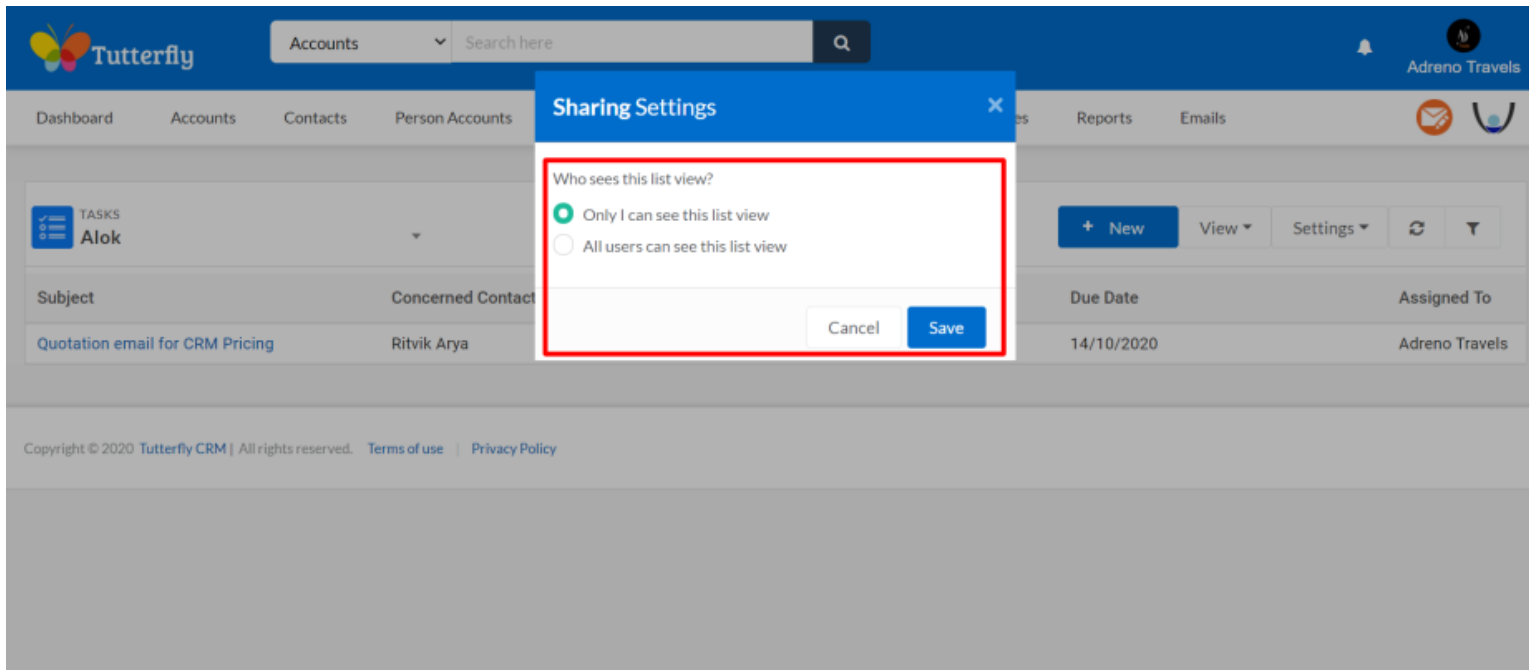 Tutterfly
Accounts
Search here
Adreno Travels
Dashboard
Accounts
Contacts
Person Accounts
Reports
Emails
Sharing Settings
×
Who sees this list view?
Only I can see this list view
All users can see this list view
Cancel
Save
TASKS
Alok
+ New
View
Settings
Subject
Concerned Contact
Due Date
Assigned To
Quotation email for CRM Pricing
Ritvik Arya
14/10/2020
Adreno Travels
Copyright © 2020 Tutterfly CRM | All rights reserved. Terms of use | Privacy Policy